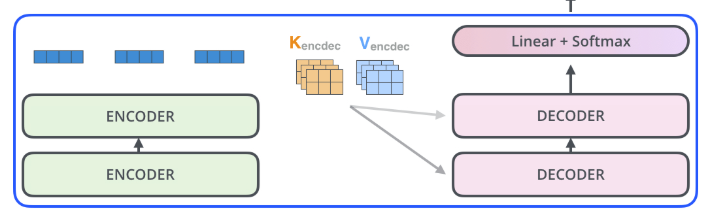 Kencdec Vencdec
Linear + Softmax
ENCODER
DECODER
ENCODER
DECODER